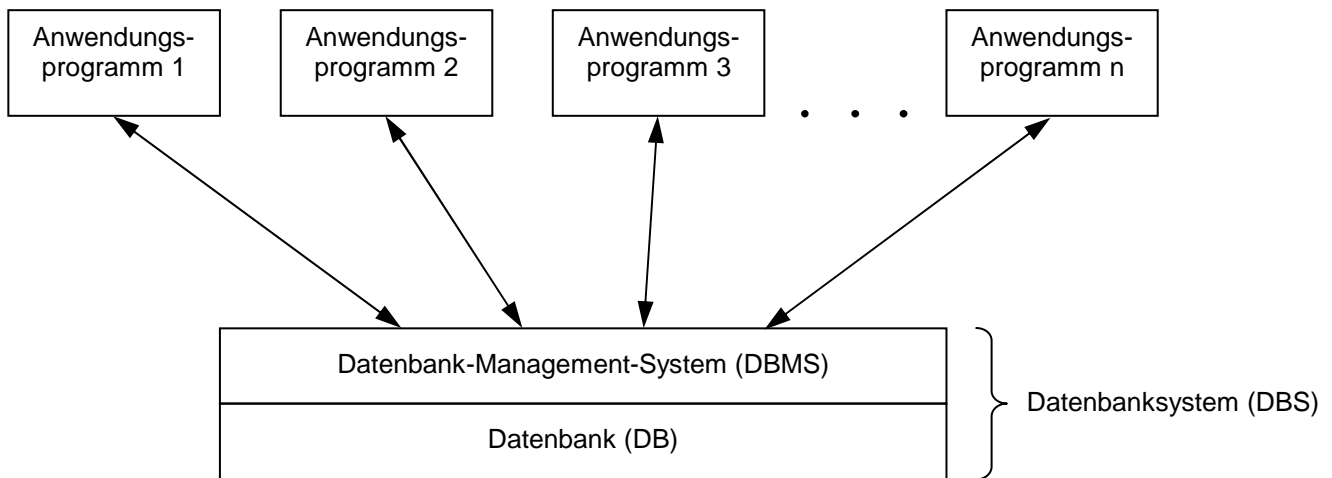 Anwendungs-
programm 1
Anwendungs-
programm 2
Anwendungs-
programm 3
. . .
Anwendungs-
programm n
Datenbank-Management-System (DBMS)
Datenbank (DB)
Datenbanksystem (DBS)